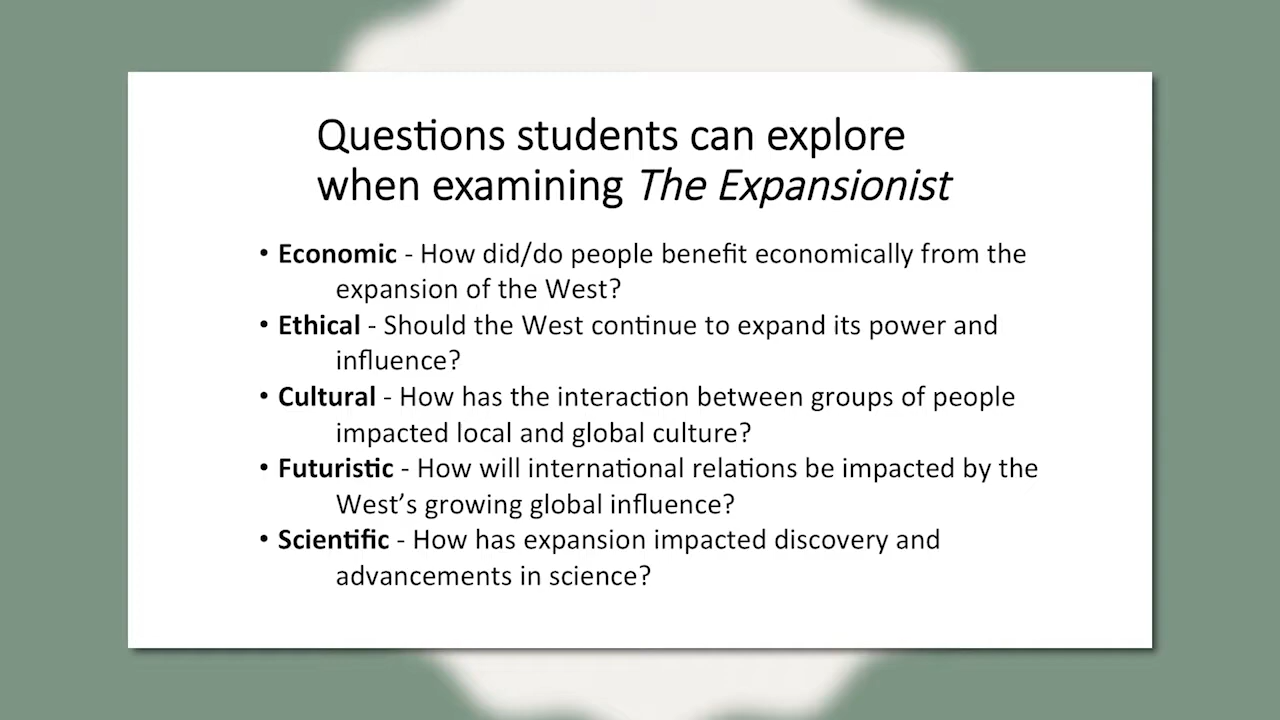 Questions students can explore
when examining The Expansionist
• Economic - How did/do people benefit economically from the
expansion of the West?
• Ethical - Should the West continue to expand its power and
influence?
• Cultural - How has the interaction between groups of people
impacted local and global culture?
• Futuristic - How will international relations be impacted by the
West’s growing global influence?
• Scientific - How has expansion impacted discovery and
advancements in science?